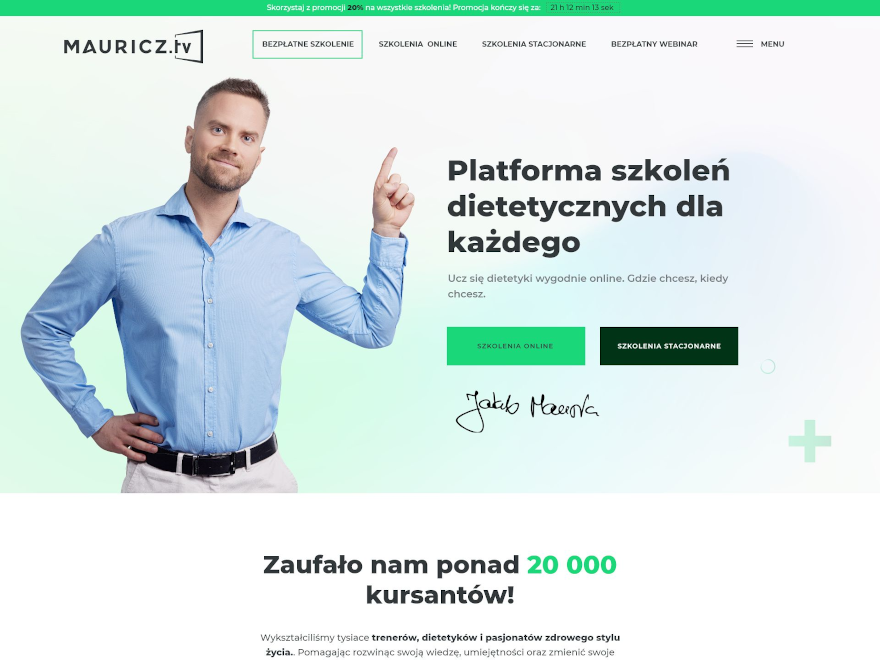 Skorzystaj z promocji 20% na wszystkie szkolenia! Promocja kończy się za: 21 h 12 min 13 sek
MAURICZ.tv
BEZPŁATNE SZKOLENIE
SZKOLENIA ONLINE
SZKOLENIA STACJONARNE
BEZPŁATNY WEBINAR
MENU
Platforma szkoleń
dietetycznych dla
każdego
Ucz się dietetyki wygodnie online. Gdzie chcesz, kiedy
chcesz.
SZKOLENIA ONLINE
SZKOLENIA STACJONARNE
Zaufało nam ponad 20 000
kursantów!
Wykształciliśmy tysiace trenerów, dietetyków i pasjonatów zdrowego stylu
życia.. Pomagając rozwinąc swoją wiedzę, umiejętności oraz zmienić swoje